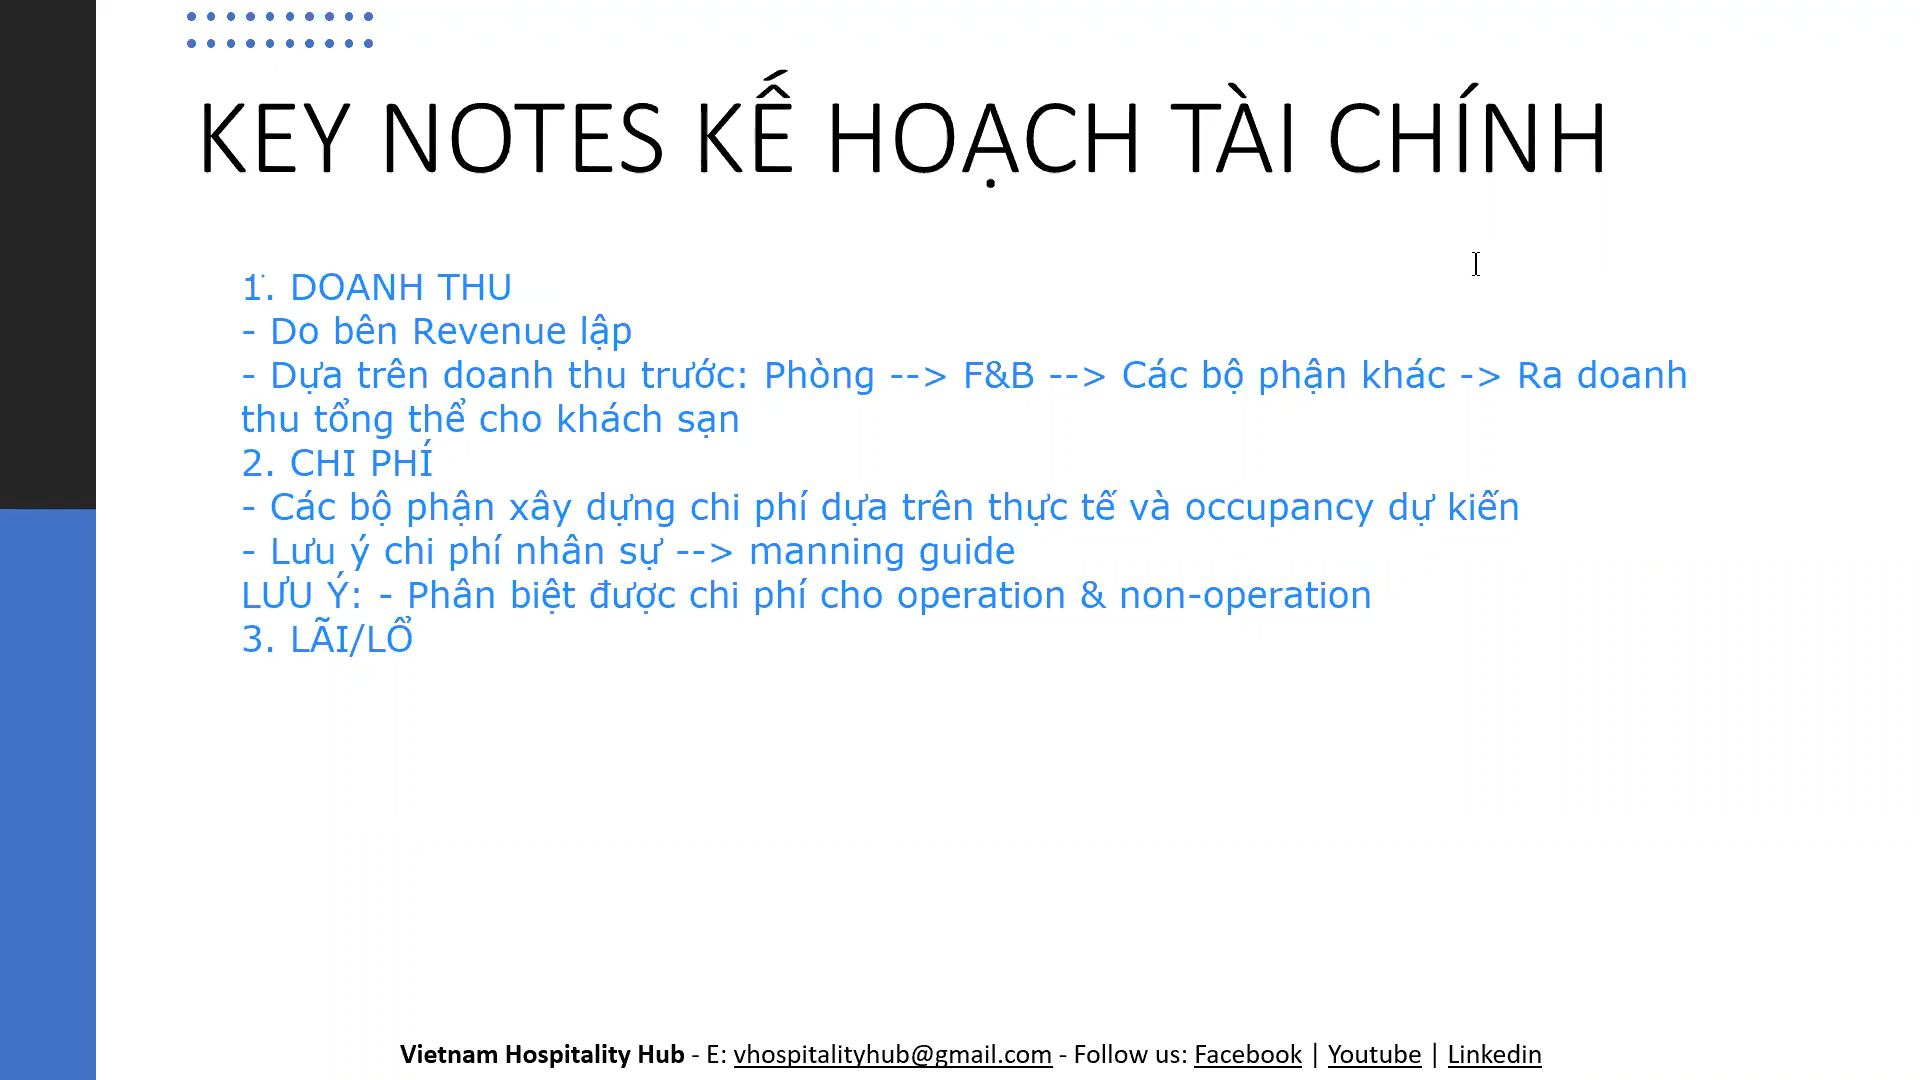 KEY NOTES KẾ HOẠCH TÀI CHÍNH
1. DOANH THU
- Do bên Revenue lập
- Dựa trên doanh thu trước: Phòng --> F&B --> Các bộ phận khác -> Ra doanh
thu tổng thể cho khách sạn
2. CHI PHÍ
- Các bộ phận xây dựng chi phí dựa trên thực tế và occupancy dự kiến
- Lưu ý chi phí nhân sự --> manning guide
LƯU Ý: - Phân biệt được chi phí cho operation & non-operation
3. LÃI/LỔ
Vietnam Hospitality Hub - E: vhospitalityhub@gmail.com - Follow us: Facebook | Youtube | Linkedin